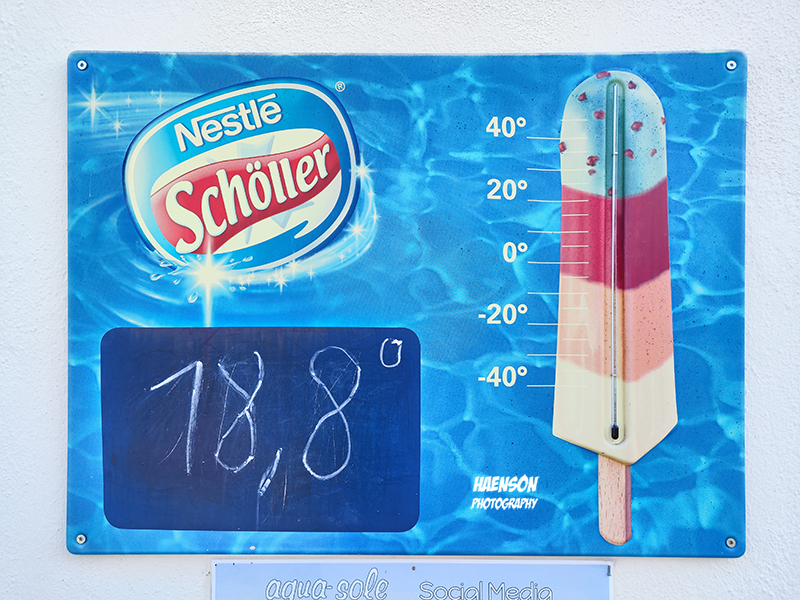 Nestlé
Schöller
®
40°
20°
0°
-20°
-40°
18,8°
HAENSON
PHOTOGRAPHY
aqua-sole Social Media